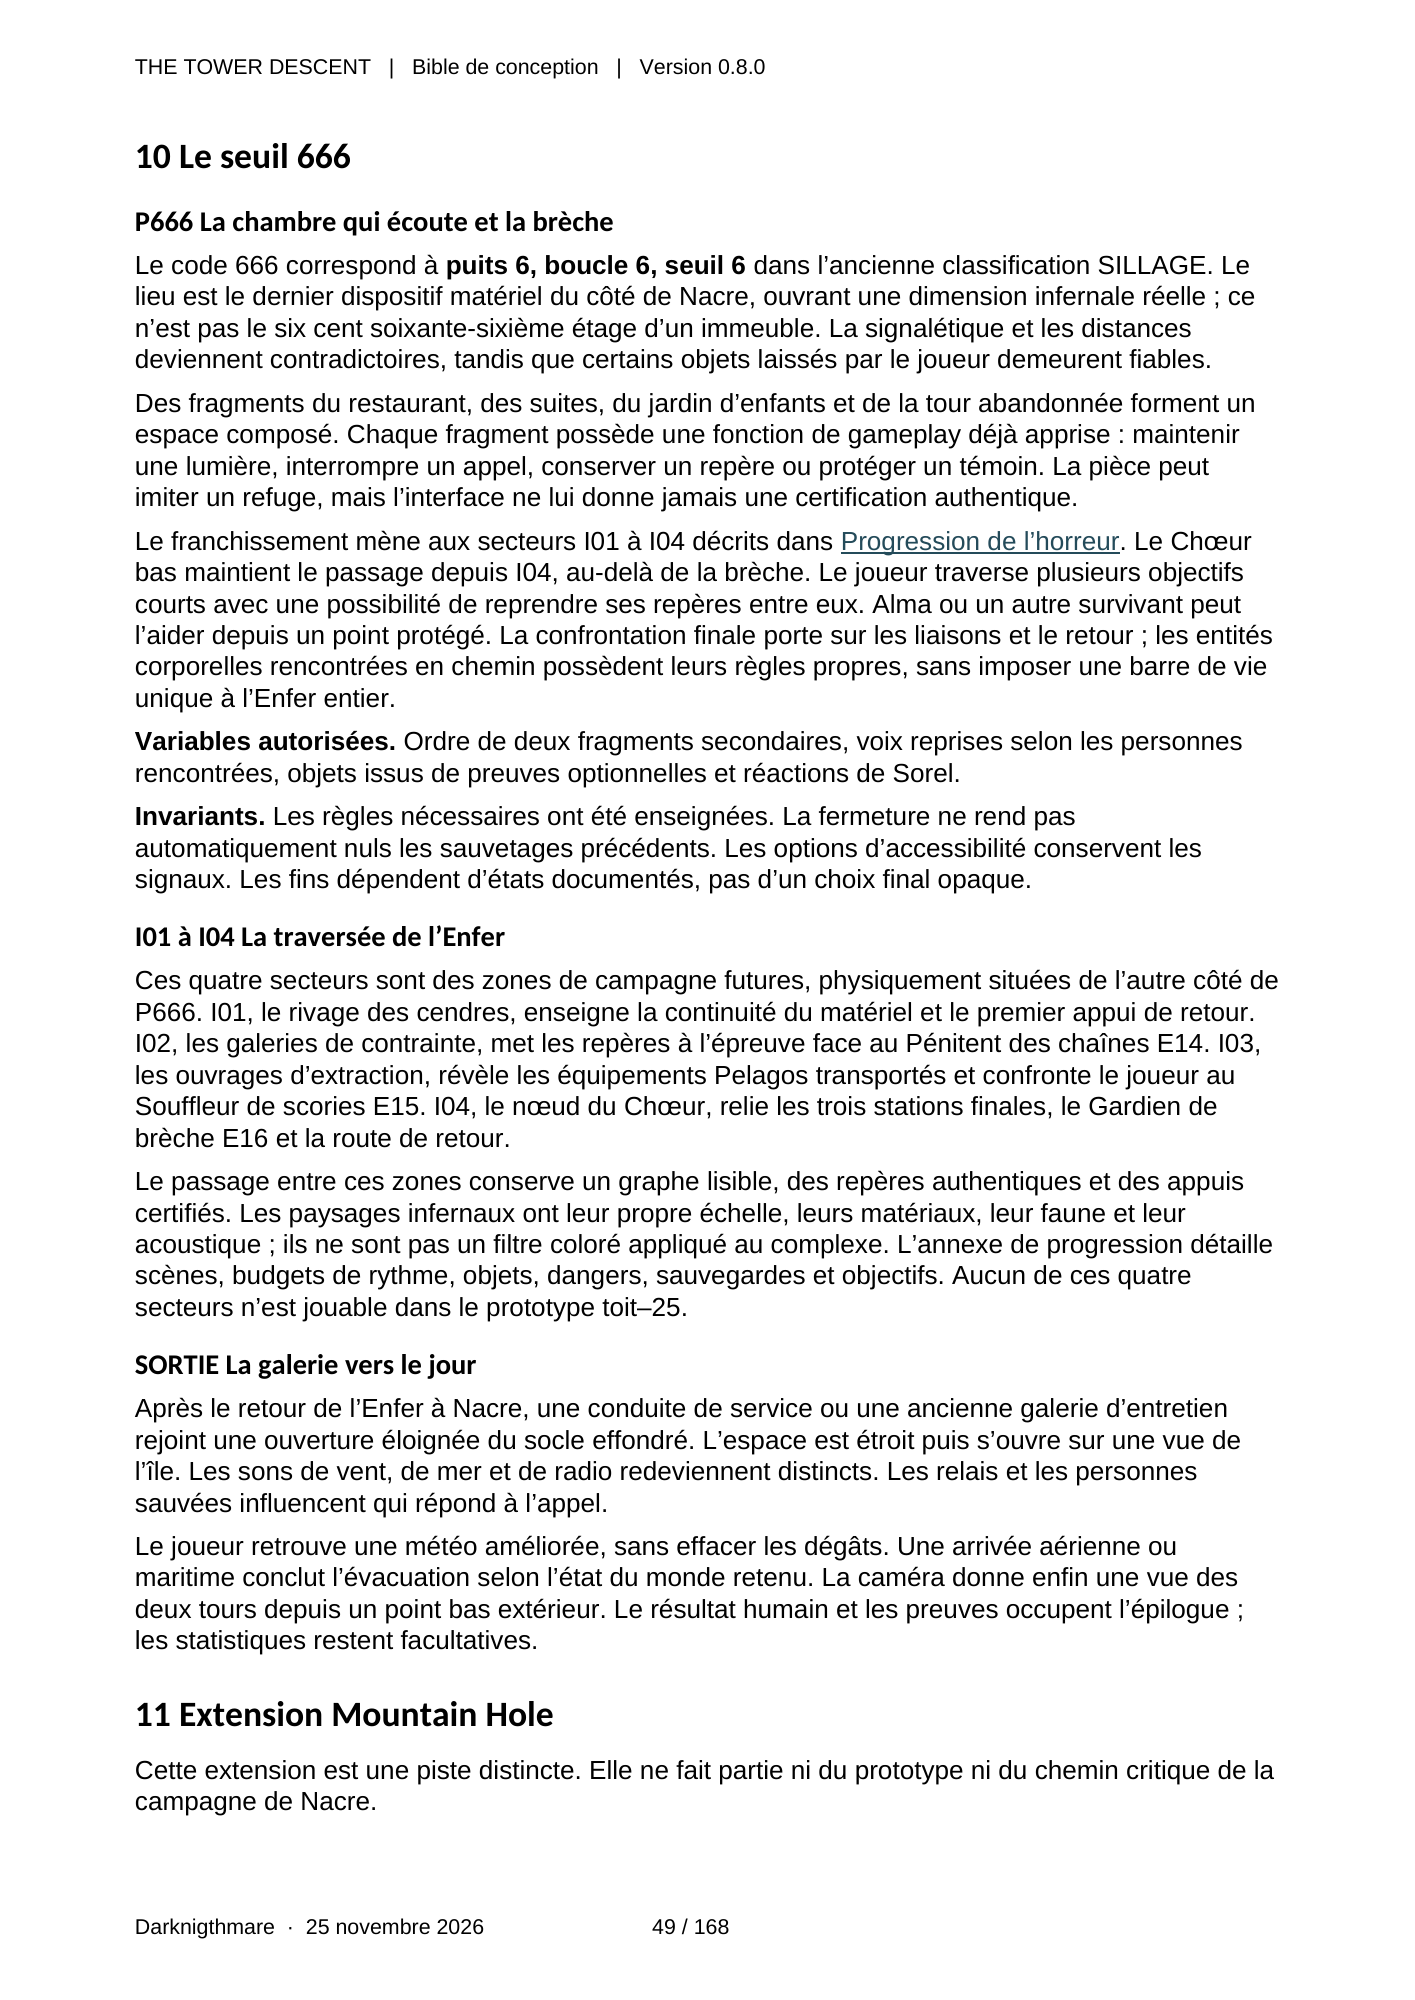 THE TOWER DESCENT | Bible de conception | Version 0.8.0
10 Le seuil 666
P666 La chambre qui écoute et la brèche
Le code 666 correspond à puits 6, boucle 6, seuil 6 dans l’ancienne classification SILLAGE. Le
lieu est le dernier dispositif matériel du côté de Nacre, ouvrant une dimension infernale réelle ; ce
n’est pas le six cent soixante-sixième étage d’un immeuble. La signalétique et les distances
deviennent contradictoires, tandis que certains objets laissés par le joueur demeurent fiables.
Des fragments du restaurant, des suites, du jardin d’enfants et de la tour abandonnée forment un
espace composé. Chaque fragment possède une fonction de gameplay déjà apprise : maintenir
une lumière, interrompre un appel, conserver un repère ou protéger un témoin. La pièce peut
imiter un refuge, mais l’interface ne lui donne jamais une certification authentique.
Le franchissement mène aux secteurs I01 à I04 décrits dans Progression de l’horreur. Le Chœur
bas maintient le passage depuis I04, au-delà de la brèche. Le joueur traverse plusieurs objectifs
courts avec une possibilité de reprendre ses repères entre eux. Alma ou un autre survivant peut
l’aider depuis un point protégé. La confrontation finale porte sur les liaisons et le retour ; les entités
corporelles rencontrées en chemin possèdent leurs règles propres, sans imposer une barre de vie
unique à l’Enfer entier.
Variables autorisées. Ordre de deux fragments secondaires, voix reprises selon les personnes
rencontrées, objets issus de preuves optionnelles et réactions de Sorel.
Invariants. Les règles nécessaires ont été enseignées. La fermeture ne rend pas
automatiquement nuls les sauvetages précédents. Les options d’accessibilité conservent les
signaux. Les fins dépendent d’états documentés, pas d’un choix final opaque.
I01 à I04 La traversée de l’Enfer
Ces quatre secteurs sont des zones de campagne futures, physiquement situées de l’autre côté de
P666. I01, le rivage des cendres, enseigne la continuité du matériel et le premier appui de retour.
I02, les galeries de contrainte, met les repères à l’épreuve face au Pénitent des chaînes E14. I03,
les ouvrages d’extraction, révèle les équipements Pelagos transportés et confronte le joueur au
Souffleur de scories E15. I04, le nœud du Chœur, relie les trois stations finales, le Gardien de
brèche E16 et la route de retour.
Le passage entre ces zones conserve un graphe lisible, des repères authentiques et des appuis
certifiés. Les paysages infernaux ont leur propre échelle, leurs matériaux, leur faune et leur
acoustique ; ils ne sont pas un filtre coloré appliqué au complexe. L’annexe de progression détaille
scènes, budgets de rythme, objets, dangers, sauvegardes et objectifs. Aucun de ces quatre
secteurs n’est jouable dans le prototype toit–25.
SORTIE La galerie vers le jour
Après le retour de l’Enfer à Nacre, une conduite de service ou une ancienne galerie d’entretien
rejoint une ouverture éloignée du socle effondré. L’espace est étroit puis s’ouvre sur une vue de
l’île. Les sons de vent, de mer et de radio redeviennent distincts. Les relais et les personnes
sauvées influencent qui répond à l’appel.
Le joueur retrouve une météo améliorée, sans effacer les dégâts. Une arrivée aérienne ou
maritime conclut l’évacuation selon l’état du monde retenu. La caméra donne enfin une vue des
deux tours depuis un point bas extérieur. Le résultat humain et les preuves occupent l’épilogue ;
les statistiques restent facultatives.
11 Extension Mountain Hole
Cette extension est une piste distincte. Elle ne fait partie ni du prototype ni du chemin critique de la
campagne de Nacre.
Darknigthmare · 25 novembre 2026 49 / 168